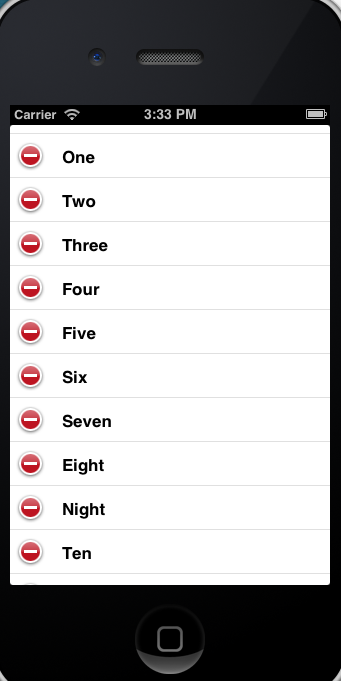 Carrier 3:33 PM
One
Two
Three
Four
Five
Six
Seven
Eight
Night
Ten